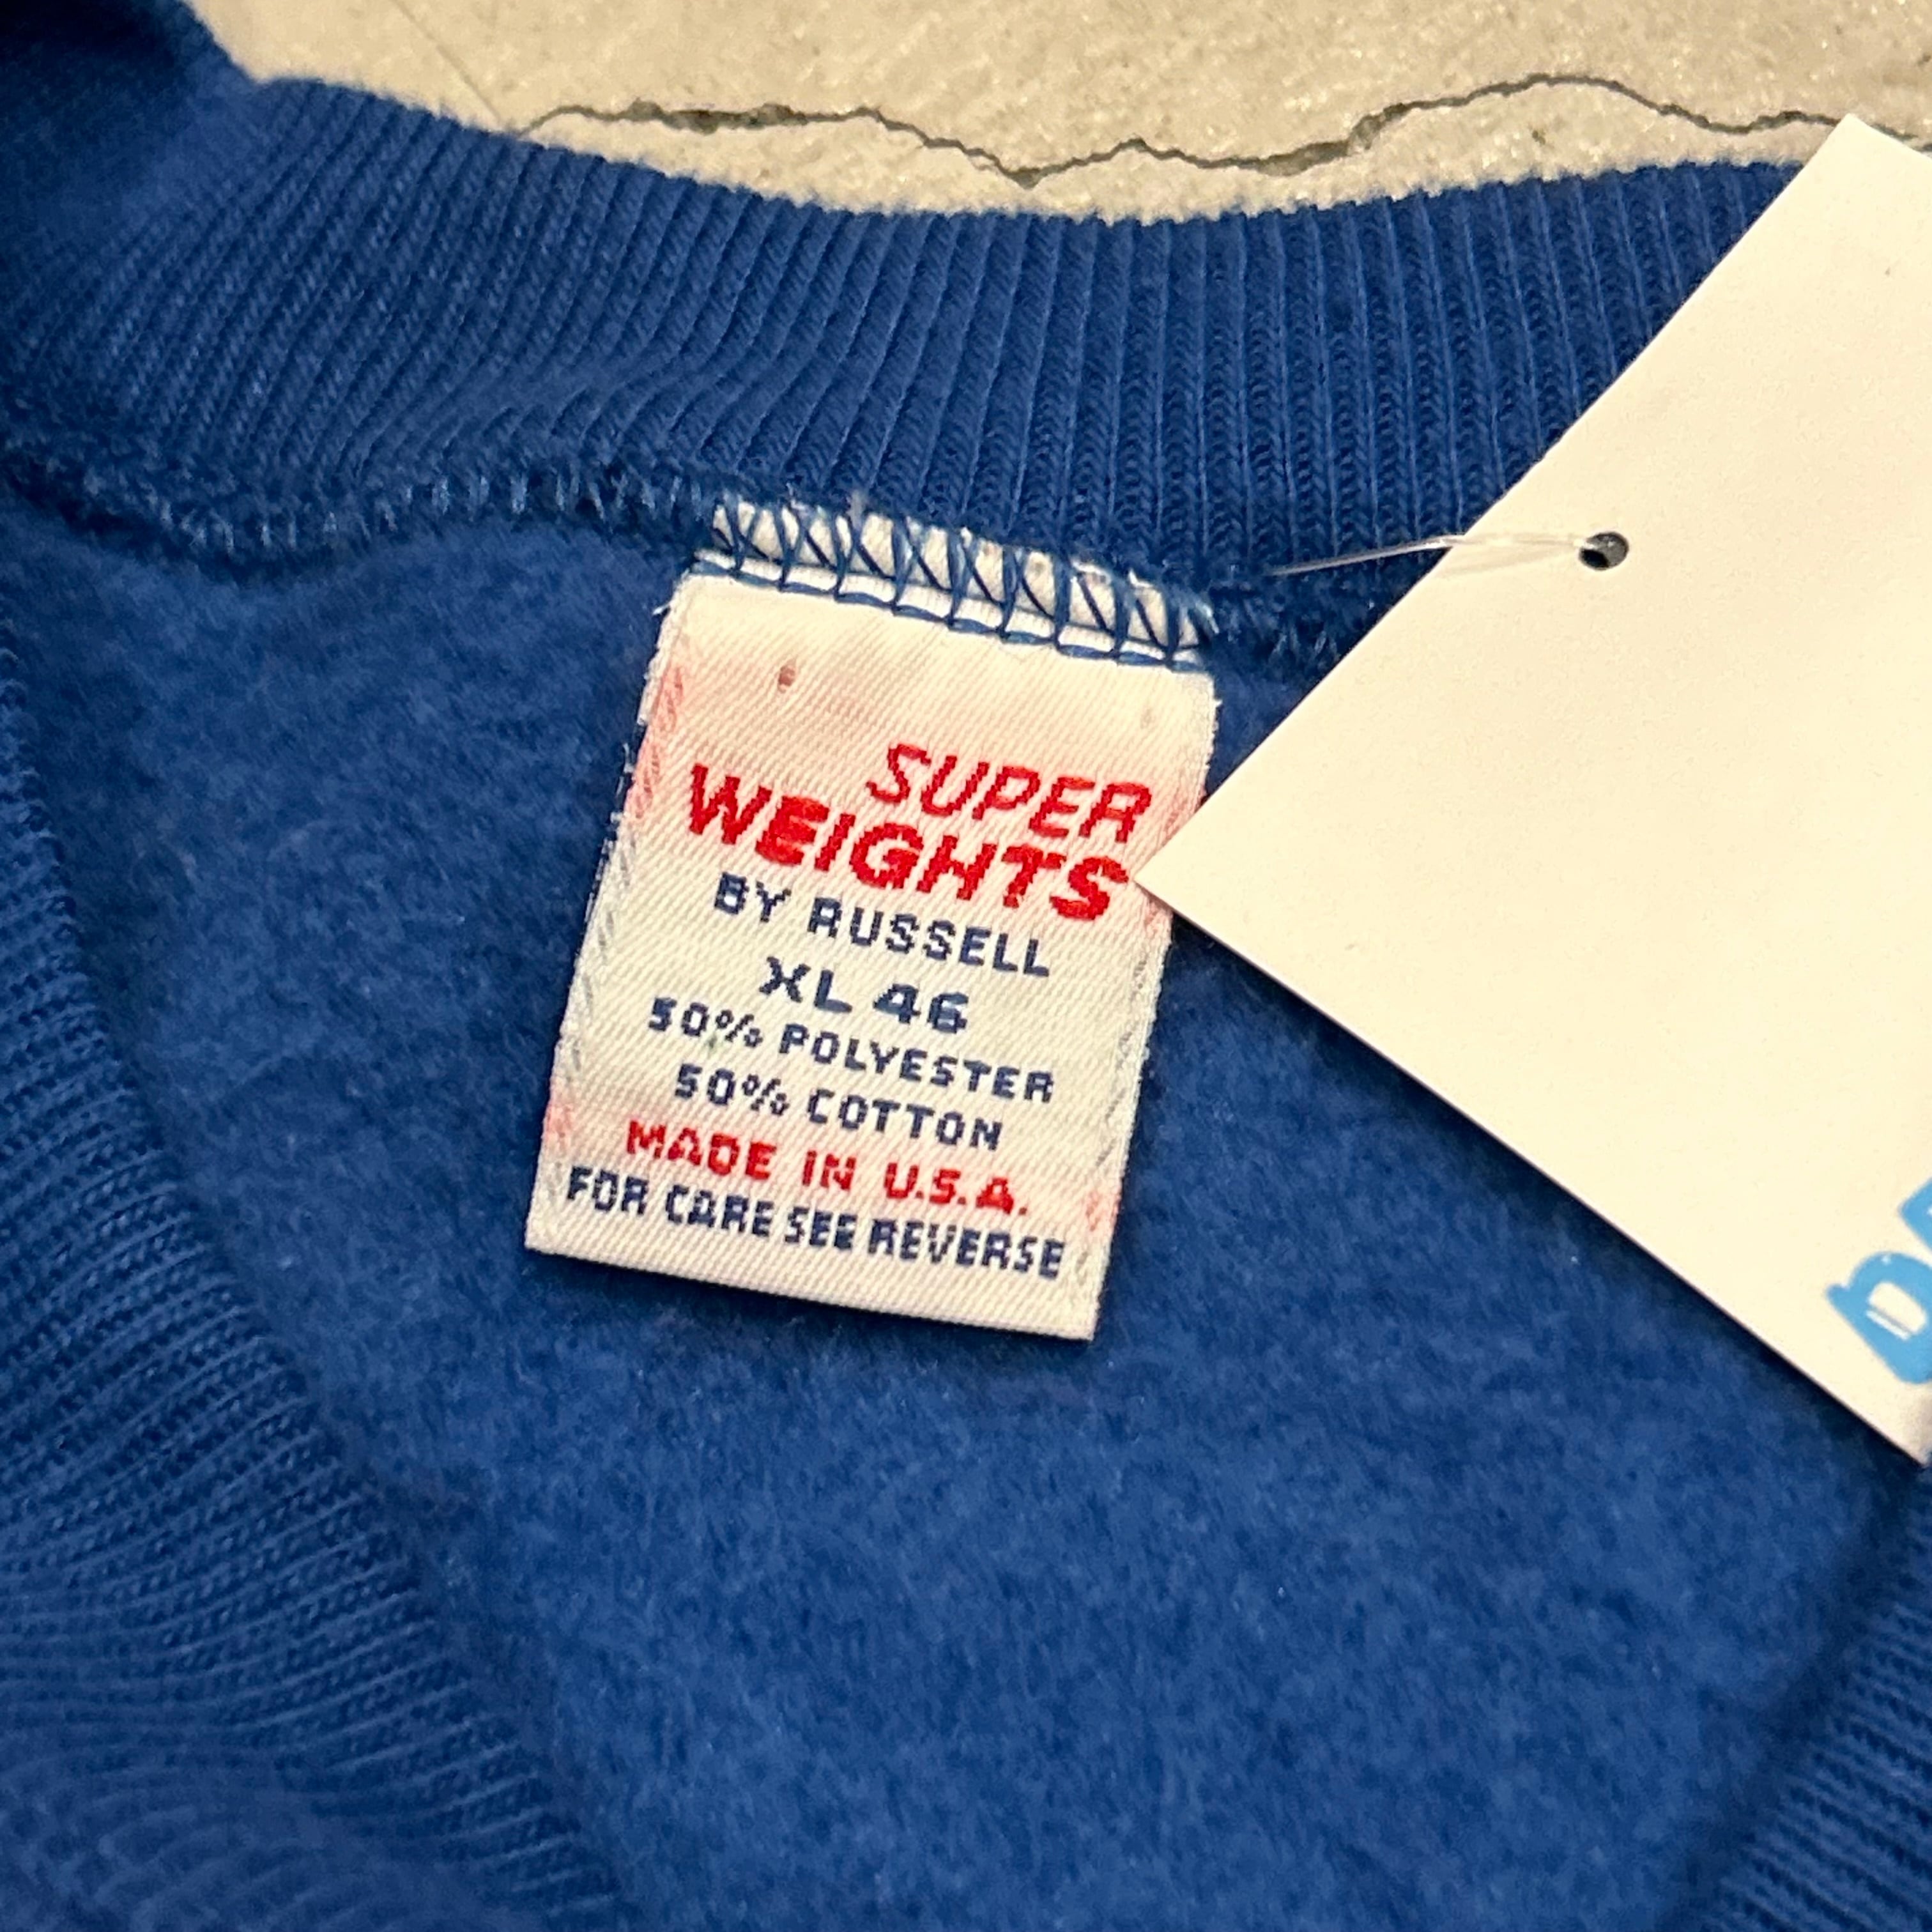 SUPER
WEIGHTS
BY RUSSELL
XL 46
50% POLYESTER
50% COTTON
MADE IN U.S.A.
FOR CARE SEE REVERSE